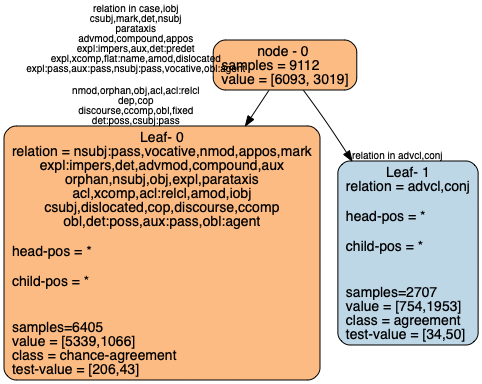 relation in case,iobj
csubj,mark,det,nsubj
parataxis
advmod,compound,appos
expl:impers,aux,det:predet
expl,xcomp,flat:name,amod,dislocated
expl:pass,aux:pass,nsubj:pass,vocative,obl:agent
nmod,orphan,obj,acl,acl:relcl
dep,cop
discourse,ccomp,obl,fixed
det:poss,csubj:pass
node - 0
samples = 9112
value = [6093, 3019]
Leaf- 0
relation = nsubj:pass,vocative,nmod,appos,mark
expl:impers,det,advmod,compound,aux
orphan,nsubj,obj,expl,parataxis
acl,xcomp,acl:relcl,amod,iobj
csubj,dislocated,cop,discourse,ccomp
obl,det:poss,aux:pass,obl:agent
head-pos = *
child-pos = *
samples=6405
value = [5339,1066]
class = chance-agreement
test-value = [206,43]
relation in advcl,conj
Leaf- 1
relation = advcl,conj
head-pos = *
child-pos = *
samples=2707
value = [754,1953]
class = agreement
test-value = [34,50]